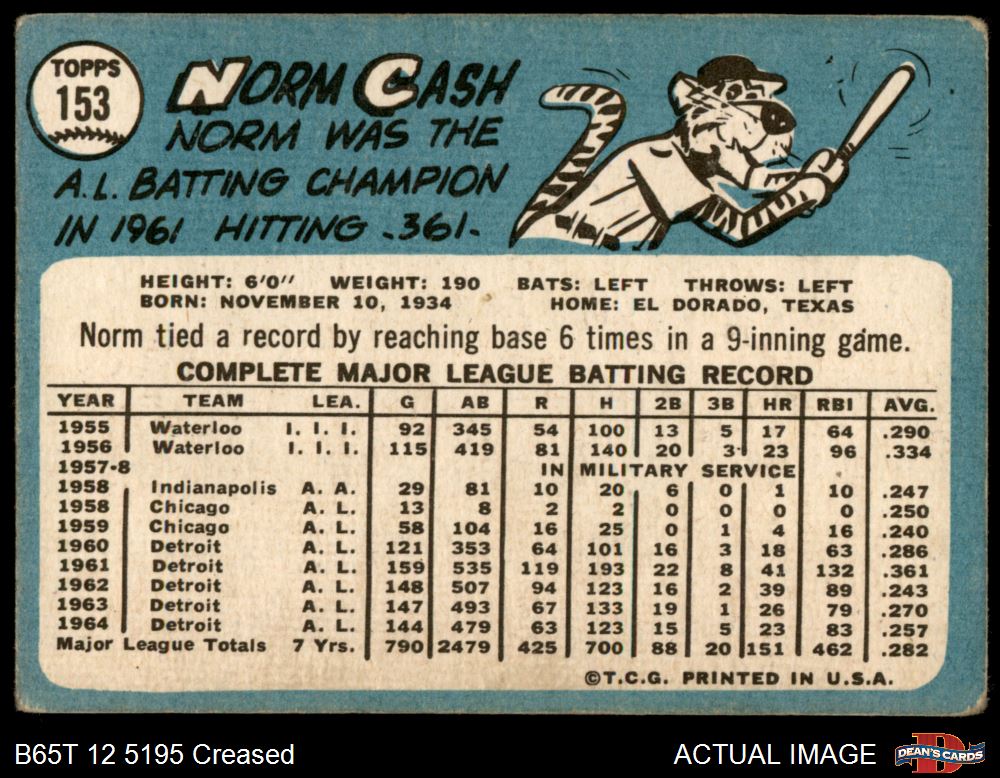 TOPPS
153
NORM CASH
NORM WAS THE
A.L. BATTING CHAMPION
IN 1961 HITTING .361.
HEIGHT: 6'0" WEIGHT: 190 BATS: LEFT THROWS: LEFT
BORN: NOVEMBER 10, 1934 HOME: EL DORADO, TEXAS
Norm tied a record by reaching base 6 times in a 9-inning game.
COMPLETE MAJOR LEAGUE BATTING RECORD
YEAR TEAM LEA. G AB R H 2B 3B HR RBI AVG.
1955 Waterloo I. I. I. 92 345 54 100 13 5 17 64 .290
1956 Waterloo I. I. I. 115 419 81 140 20 3 23 96 .334
1957-8 IN MILITARY SERVICE
1958 Indianapolis A. A. 29 81 10 20 6 0 1 10 .247
1958 Chicago A. L. 13 8 2 2 0 0 0 0 .250
1959 Chicago A. L. 58 104 16 25 0 1 4 16 .240
1960 Detroit A. L. 121 353 64 101 16 3 18 63 .286
1961 Detroit A. L. 159 535 119 193 22 8 41 132 .361
1962 Detroit A. L. 148 507 94 123 16 2 39 89 .243
1963 Detroit A. L. 147 493 67 133 19 1 26 79 .270
1964 Detroit A. L. 144 479 63 123 15 5 23 83 .257
Major League Totals 7 Yrs. 790 2479 425 700 88 20 151 462 .282
©T.C.G. PRINTED IN U.S.A.
B65T 12 5195 Creased
ACTUAL IMAGE
D
DEAN'S CARDS